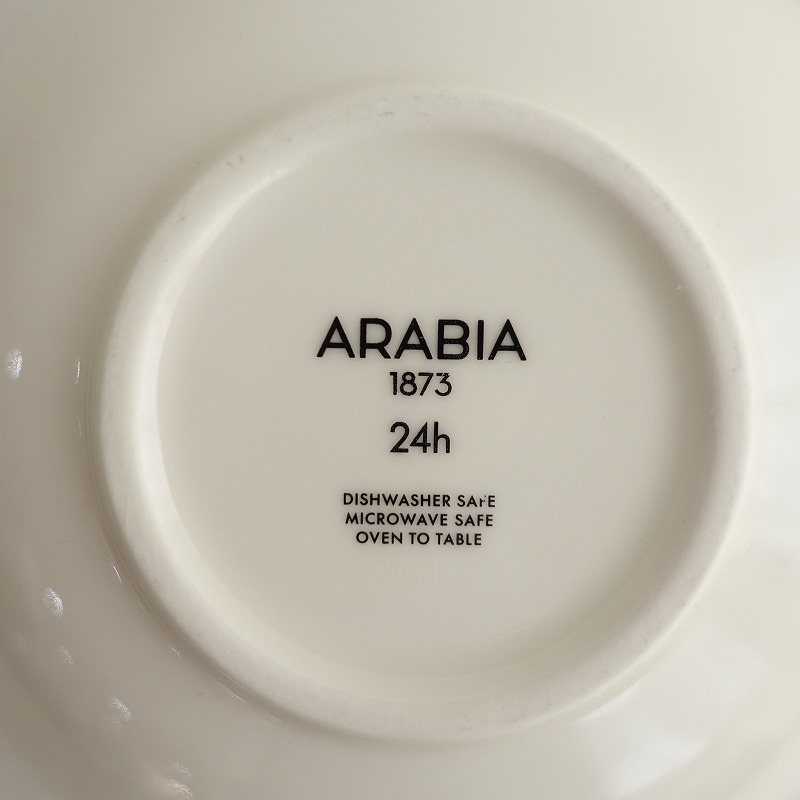 ARABIA
1873
24h
DISHWASHER SAFE
MICROWAVE SAFE
OVEN TO TABLE